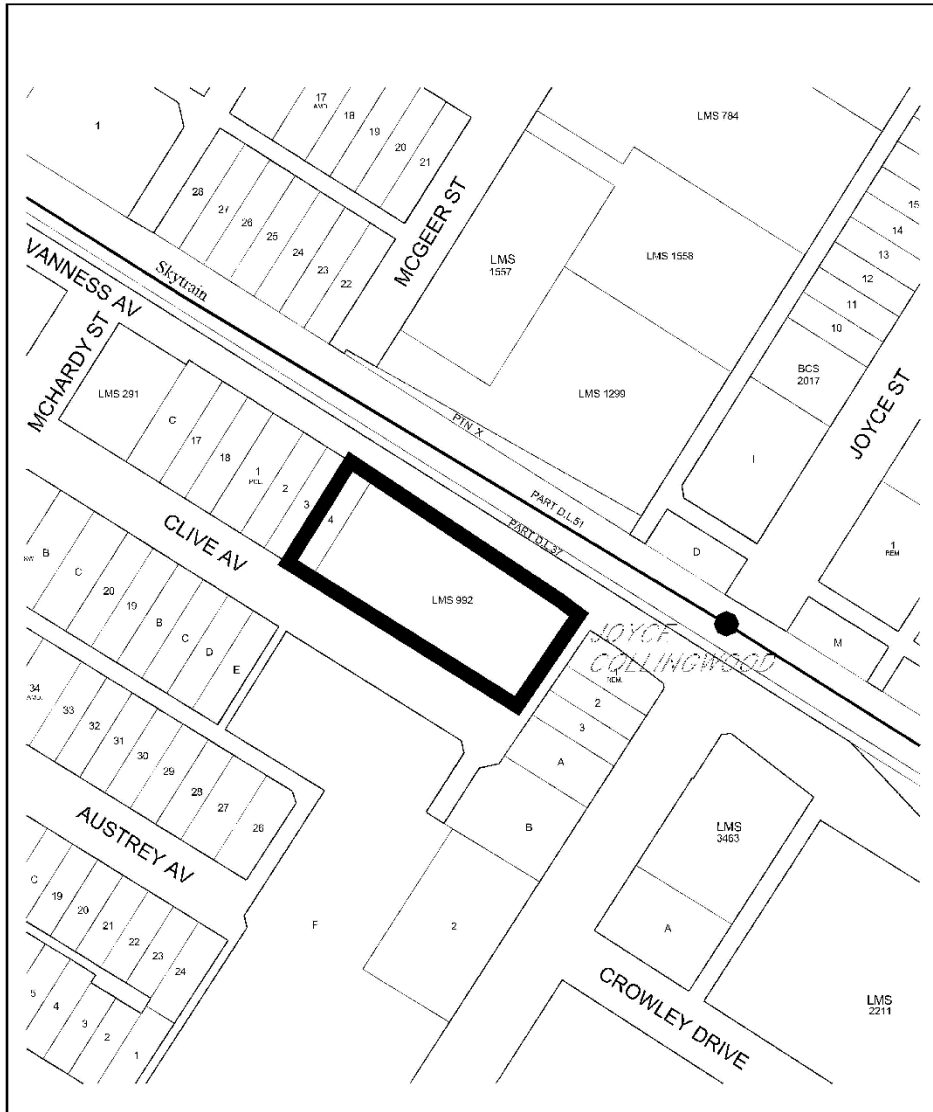 LMS 784
17
AMD.
18
19
20
21
1
28
27
26
25
24
23
22
MCGEER ST
LMS
1557
LMS 1558
15
14
13
12
11
10
BCS
2017
JOYCE ST
Skytrain
VANNESS AV
MCHARDY ST
LMS 291
C
17
18
1
PCL.
2
3
4
LMS 1299
PTN X
PART D.L.51
PART D.L.37
I
D
1
REM
M
CLIVE AV
LMS 992
JOYCE
COLLINGWOOD
B
C
20
19
B
C
D
E
REM.
2
3
A
B
34
AMD.
33
32
31
30
29
28
27
26
AUSTREY AV
LMS
3463
A
C
19
20
21
22
23
24
F
2
5
4
3
2
1
CROWLEY DRIVE
LMS
2211